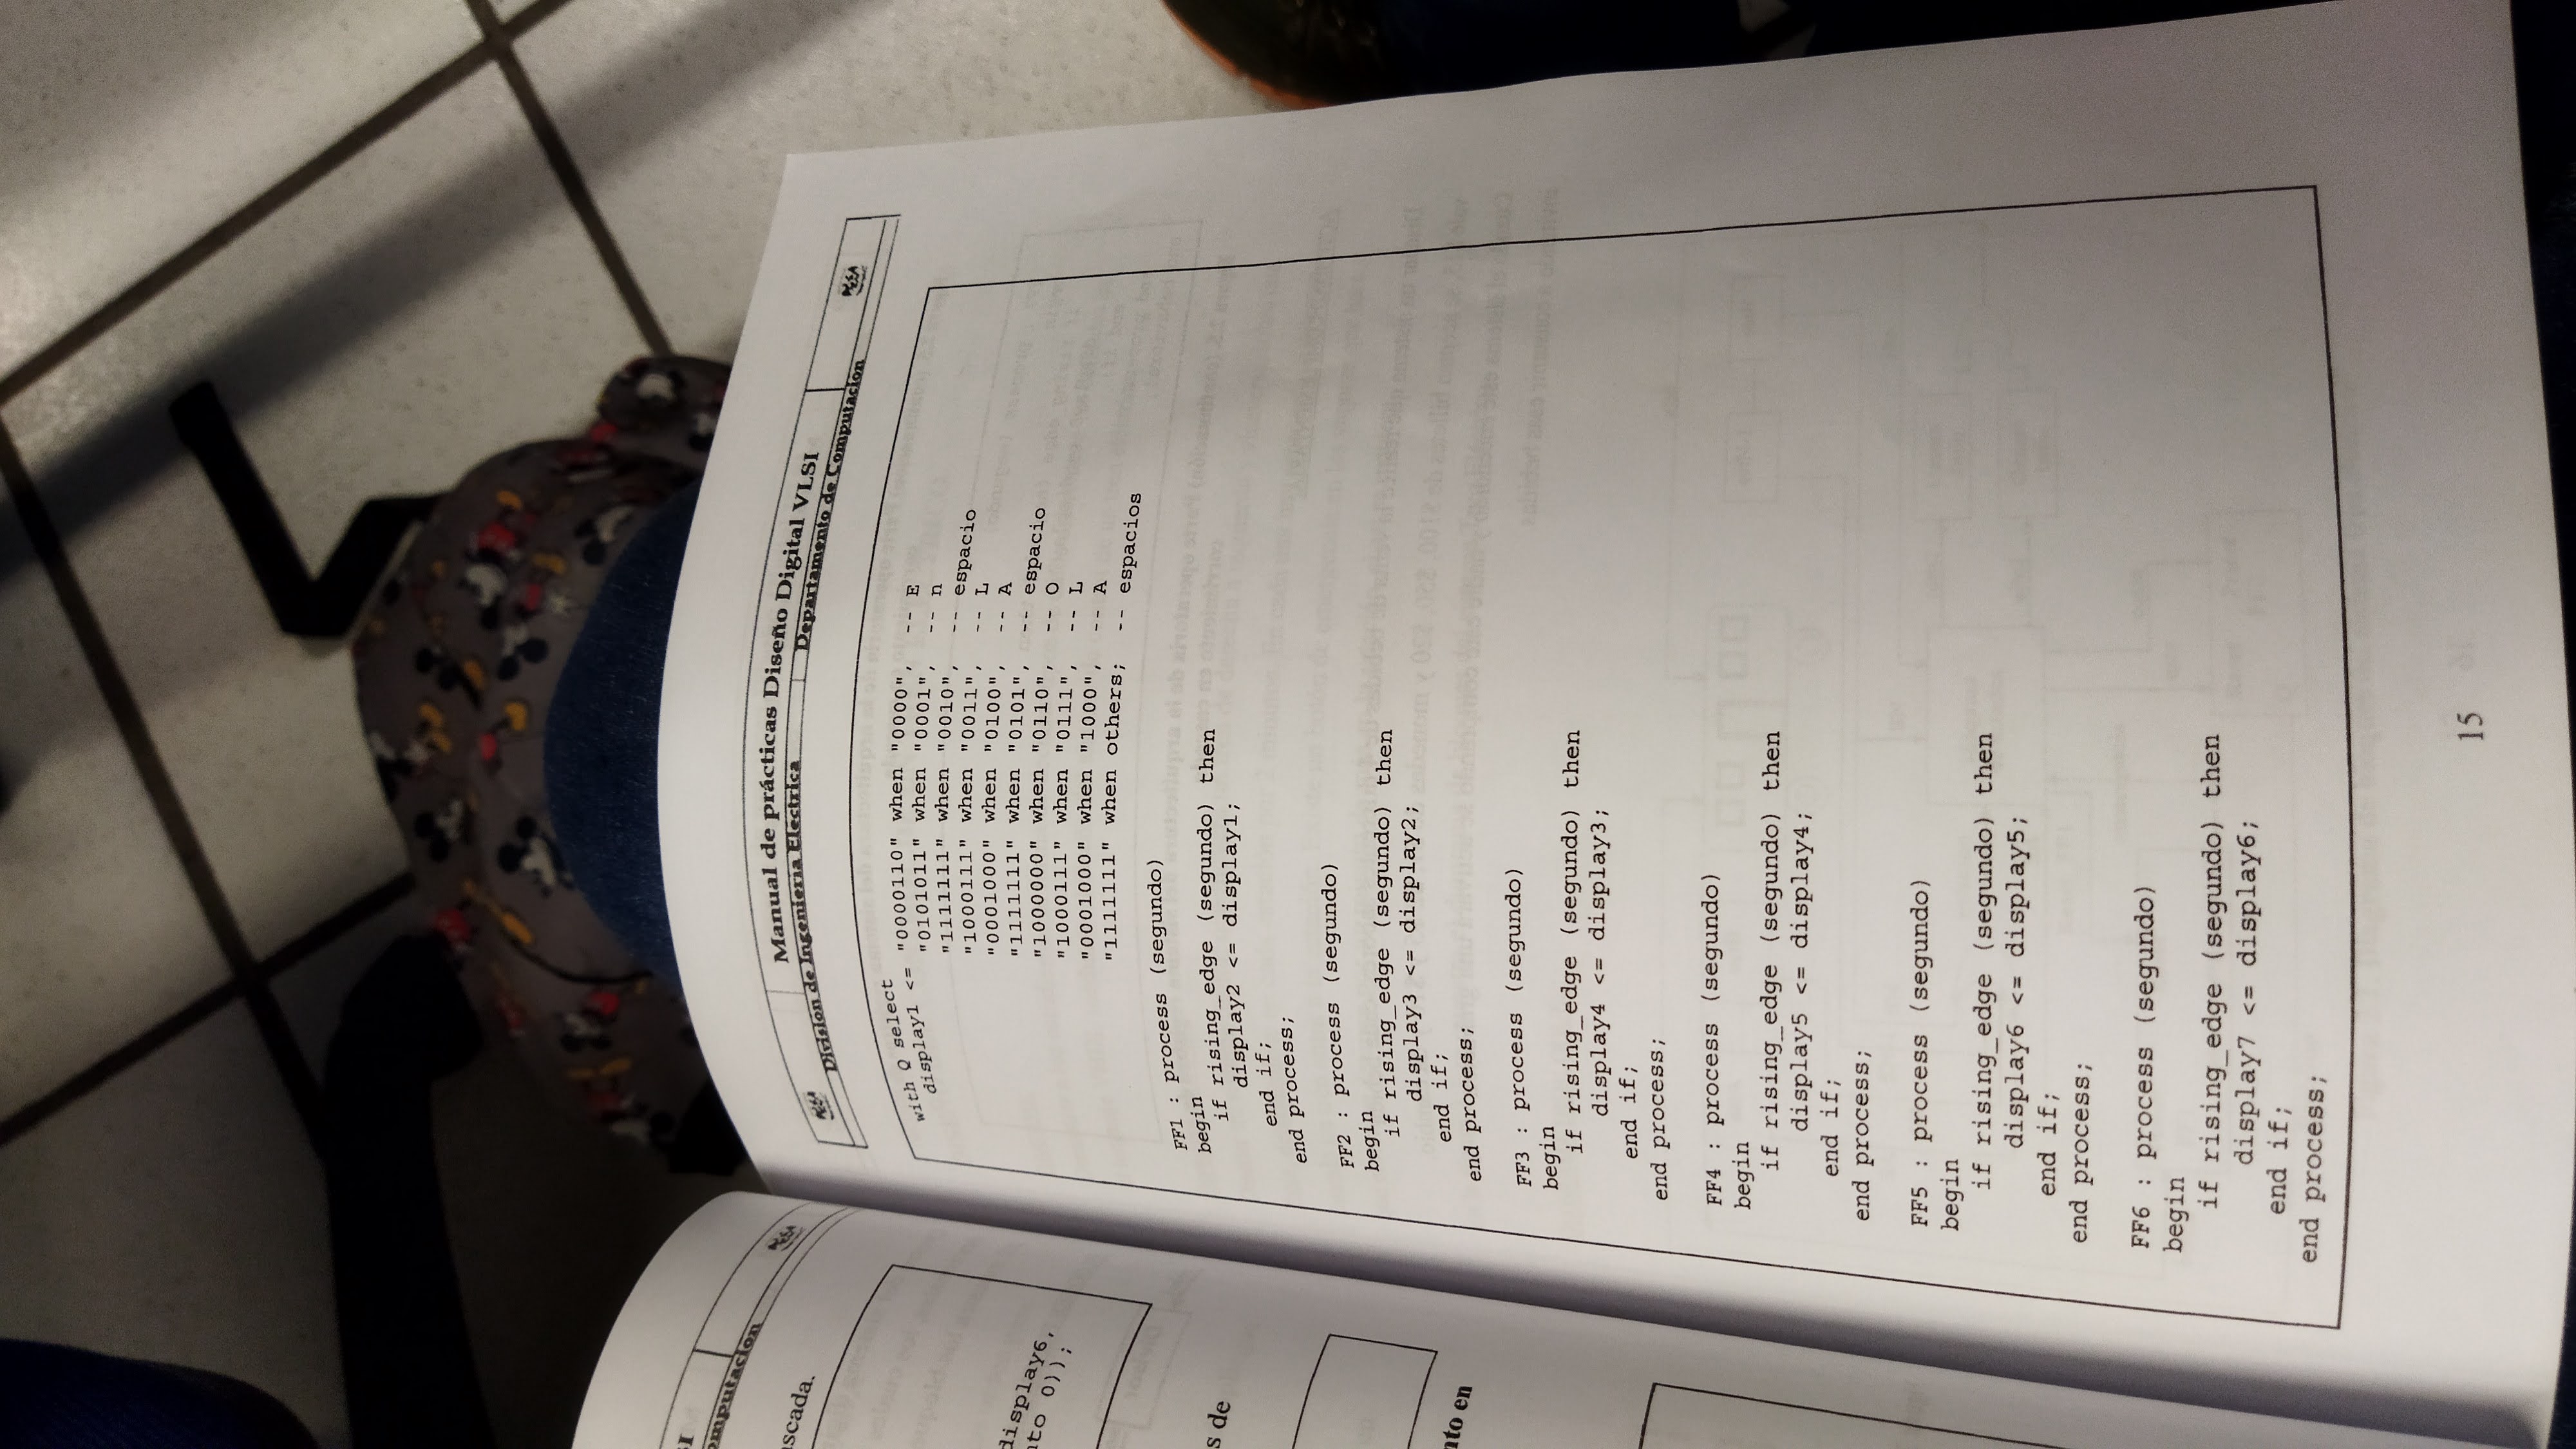 SI
omputación
scada.
display6,
to 0));
s de
nto en
Manual de prácticas Diseño Digital VLSI
División de Ingeniería Eléctrica Departamento de Computación
with Q select
display1 <= "0000110" when "0000", -- E
"0101011" when "0001", -- n
"1111111" when "0010", -- espacio
"1000111" when "0011", -- L
"0001000" when "0100", -- A
"1111111" when "0101", -- espacio
"1000000" when "0110", -- O
"1000111" when "0111", -- L
"0001000" when "1000", -- A
"1111111" when others; -- espacios
FF1 : process (segundo)
begin
if rising_edge (segundo) then
display2 <= display1;
end if;
end process;
FF2 : process (segundo)
begin
if rising_edge (segundo) then
display3 <= display2;
end if;
end process;
FF3 : process (segundo)
begin
if rising_edge (segundo) then
display4 <= display3;
end if;
end process;
FF4 : process (segundo)
begin
if rising_edge (segundo) then
display5 <= display4;
end if;
end process;
FF5 : process (segundo)
begin
if rising_edge (segundo) then
display6 <= display5;
end if;
end process;
FF6 : process (segundo)
begin
if rising_edge (segundo) then
display7 <= display6;
end if;
end process;
15